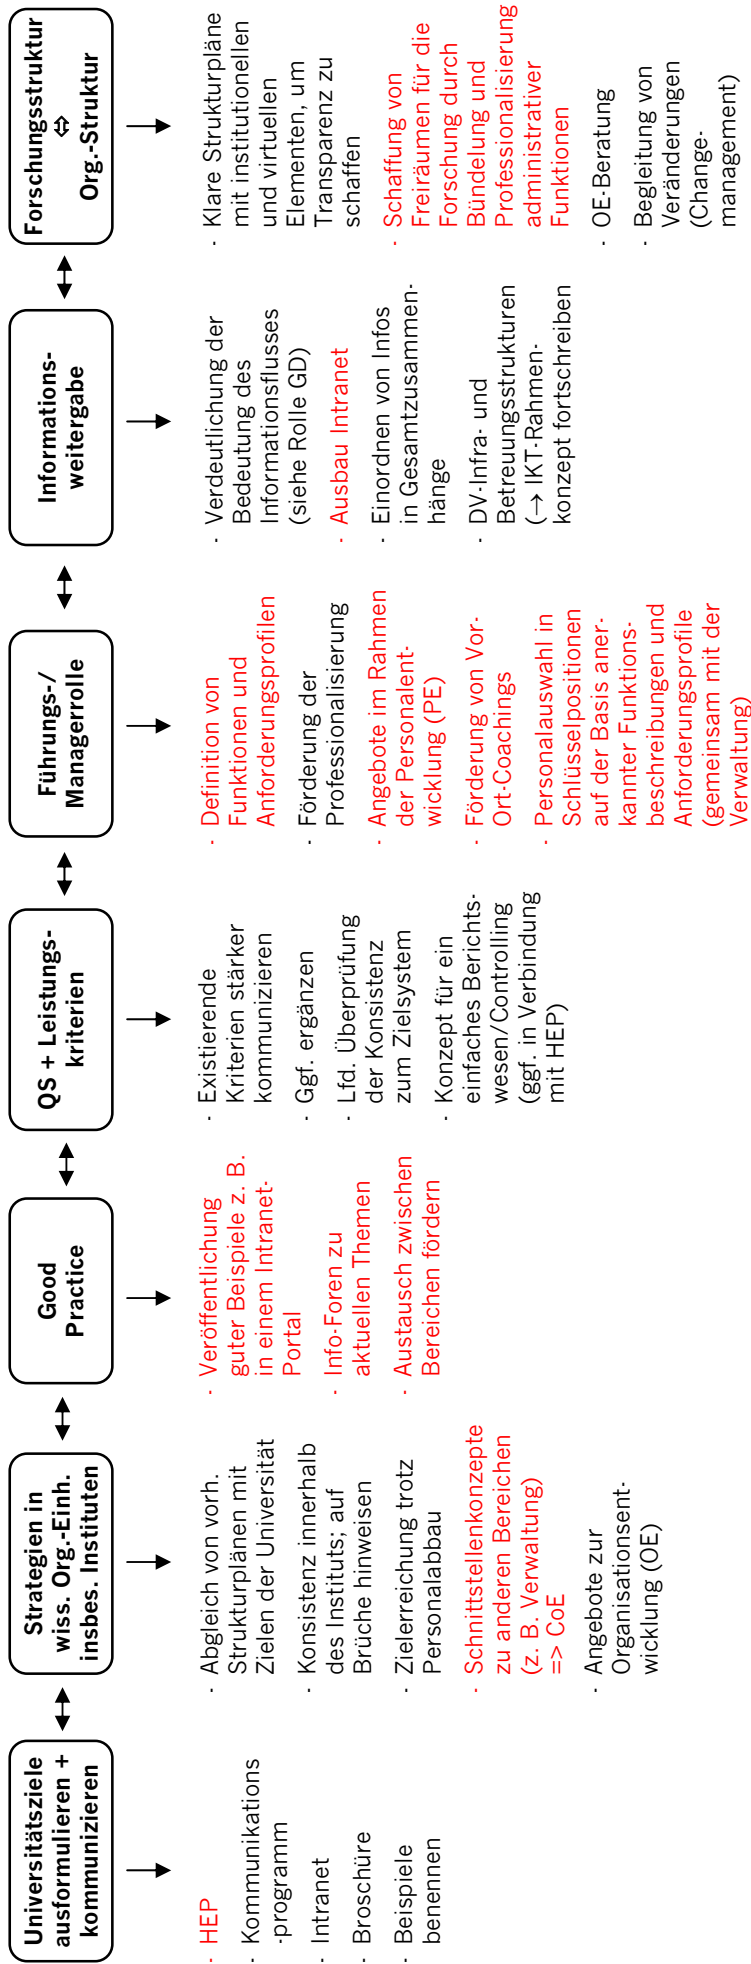 Universitätsziele
ausformulieren +
kommunizieren
- HEP
- Kommunikations
-programm
- Intranet
- Broschüre
- Beispiele
benennen
Strategien in
wiss. Org.-Einh.
insbes. Instituten
- Abgleich von vorh.
Strukturplänen mit
Zielen der Universität
- Konsistenz innerhalb
des Instituts; auf
Brüche hinweisen
- Zielerreichung trotz
Personalabbau
- Schnittstellenkonzepte
zu anderen Bereichen
(z. B. Verwaltung)
=> CoE
- Angebote zur
Organisationsent-
wicklung (OE)
Good
Practice
- Veröffentlichung
guter Beispiele z. B.
in einem Intranet-
Portal
- Info-Foren zu
aktuellen Themen
- Austausch zwischen
Bereichen fördern
QS + Leistungs-
kriterien
- Existierende
Kriterien stärker
kommunizieren
- Ggf. ergänzen
- Lfd. Überprüfung
der Konsistenz
zum Zielsystem
- Konzept für ein
einfaches Berichts-
wesen/Controlling
(ggf. in Verbindung
mit HEP)
Führungs-/
Managerrolle
- Definition von
Funktionen und
Anforderungsprofilen
- Förderung der
Professionalisierung
- Angebote im Rahmen
der Personalent-
wicklung (PE)
- Förderung von Vor-
Ort-Coachings
- Personalauswahl in
Schlüsselpositionen
auf der Basis aner-
kannter Funktions-
beschreibungen und
Anforderungsprofile
(gemeinsam mit der
Verwaltung)
Informations-
weitergabe
- Verdeutlichung der
Bedeutung des
Informationsflusses
(siehe Rolle GD)
- Ausbau Intranet
- Einordnen von Infos
in Gesamtzusammen-
hänge
- DV-Infra- und
Betreuungsstrukturen
(→ IKT-Rahmen-
konzept fortschreiben)
Forschungsstruktur
⇔
Org.-Struktur
- Klare Strukturpläne
mit institutionellen
und virtuellen
Elementen, um
Transparenz zu
schaffen
- Schaffung von
Freiräumen für die
Forschung durch
Bündelung und
Professionalisierung
administrativer
Funktionen
- OE-Beratung
- Begleitung von
Veränderungen
(Change-
management)